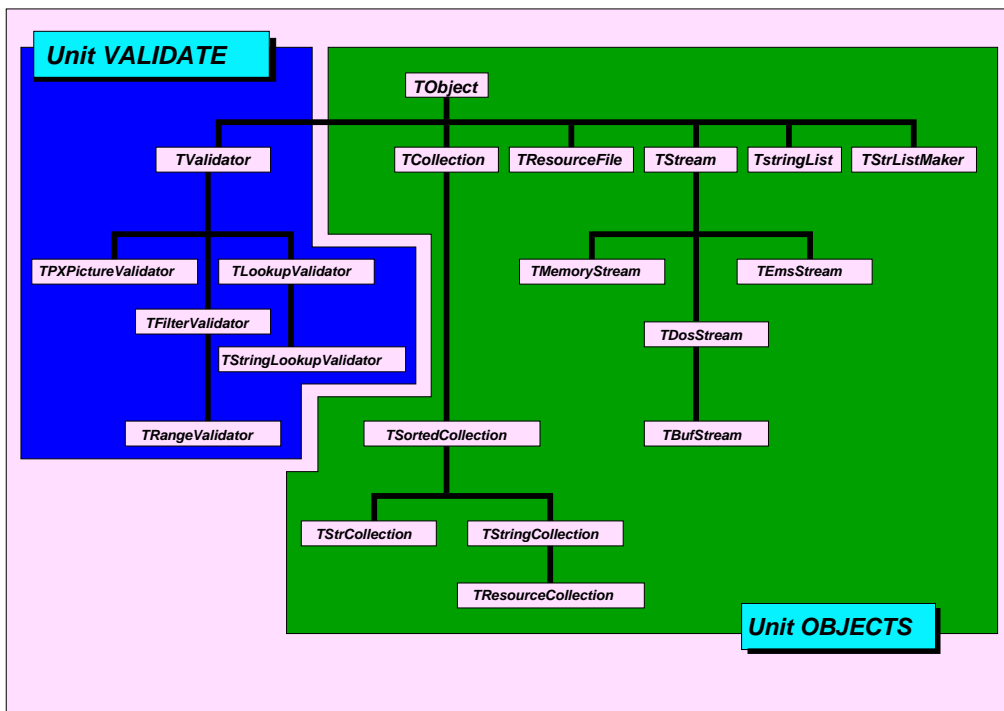 Unit VALIDATE
TObject
TValidator
TCollection
TResourceFile
TStream
TstringList
TStrListMaker
TPXPictureValidator
TLookupValidator
TMemoryStream
TEmsStream
TFilterValidator
TDosStream
TStringLookupValidator
TRangeValidator
TSortedCollection
TBufStream
TStrCollection
TStringCollection
TResourceCollection
Unit OBJECTS